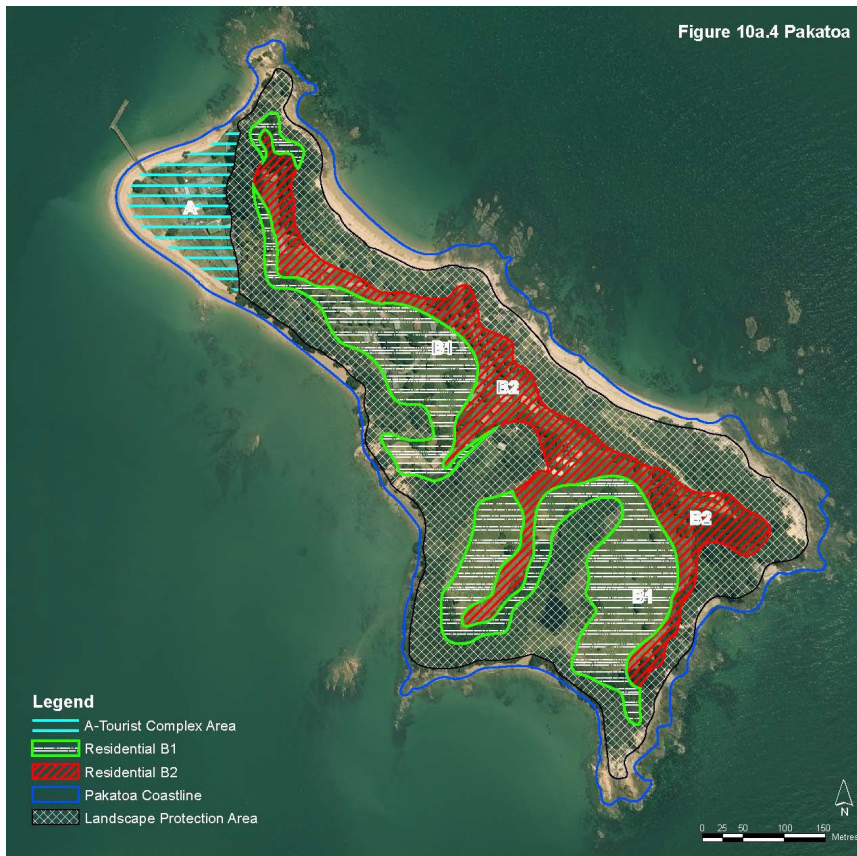 Figure 10a.4 Pakatoa
A
B1
B2
B2
B1
Legend
A-Tourist Complex Area
Residential B1
Residential B2
Pakatoa Coastline
Landscape Protection Area
N
0 25 50 100 150
Metres